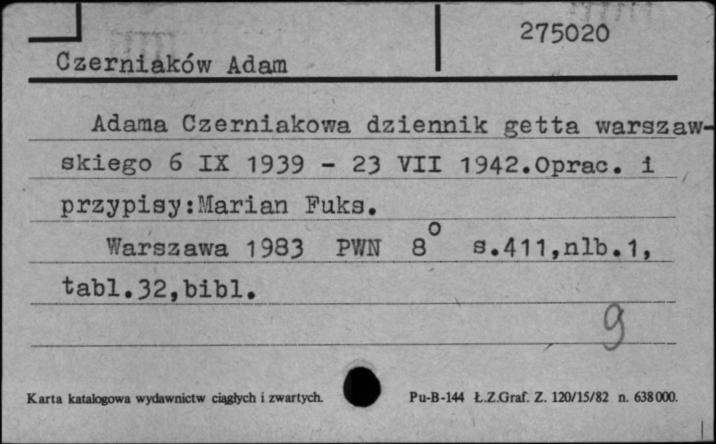 275020
Czerniaków Adam
Adama Czerniakowa dziennik getta warszaw-
skiego 6 IX 1939 - 23 VII 1942.Oprac. i
przypisy:Marian Fuks.
Warszawa 1983 PWN 8° s.411,nlb.1,
tabl.32,bibl.
9
Karta katalogowa wydawnictw ciągłych i zwartych. Pu-B-144 Ł.Z.Graf. Z. 120/15/82 n. 638000.